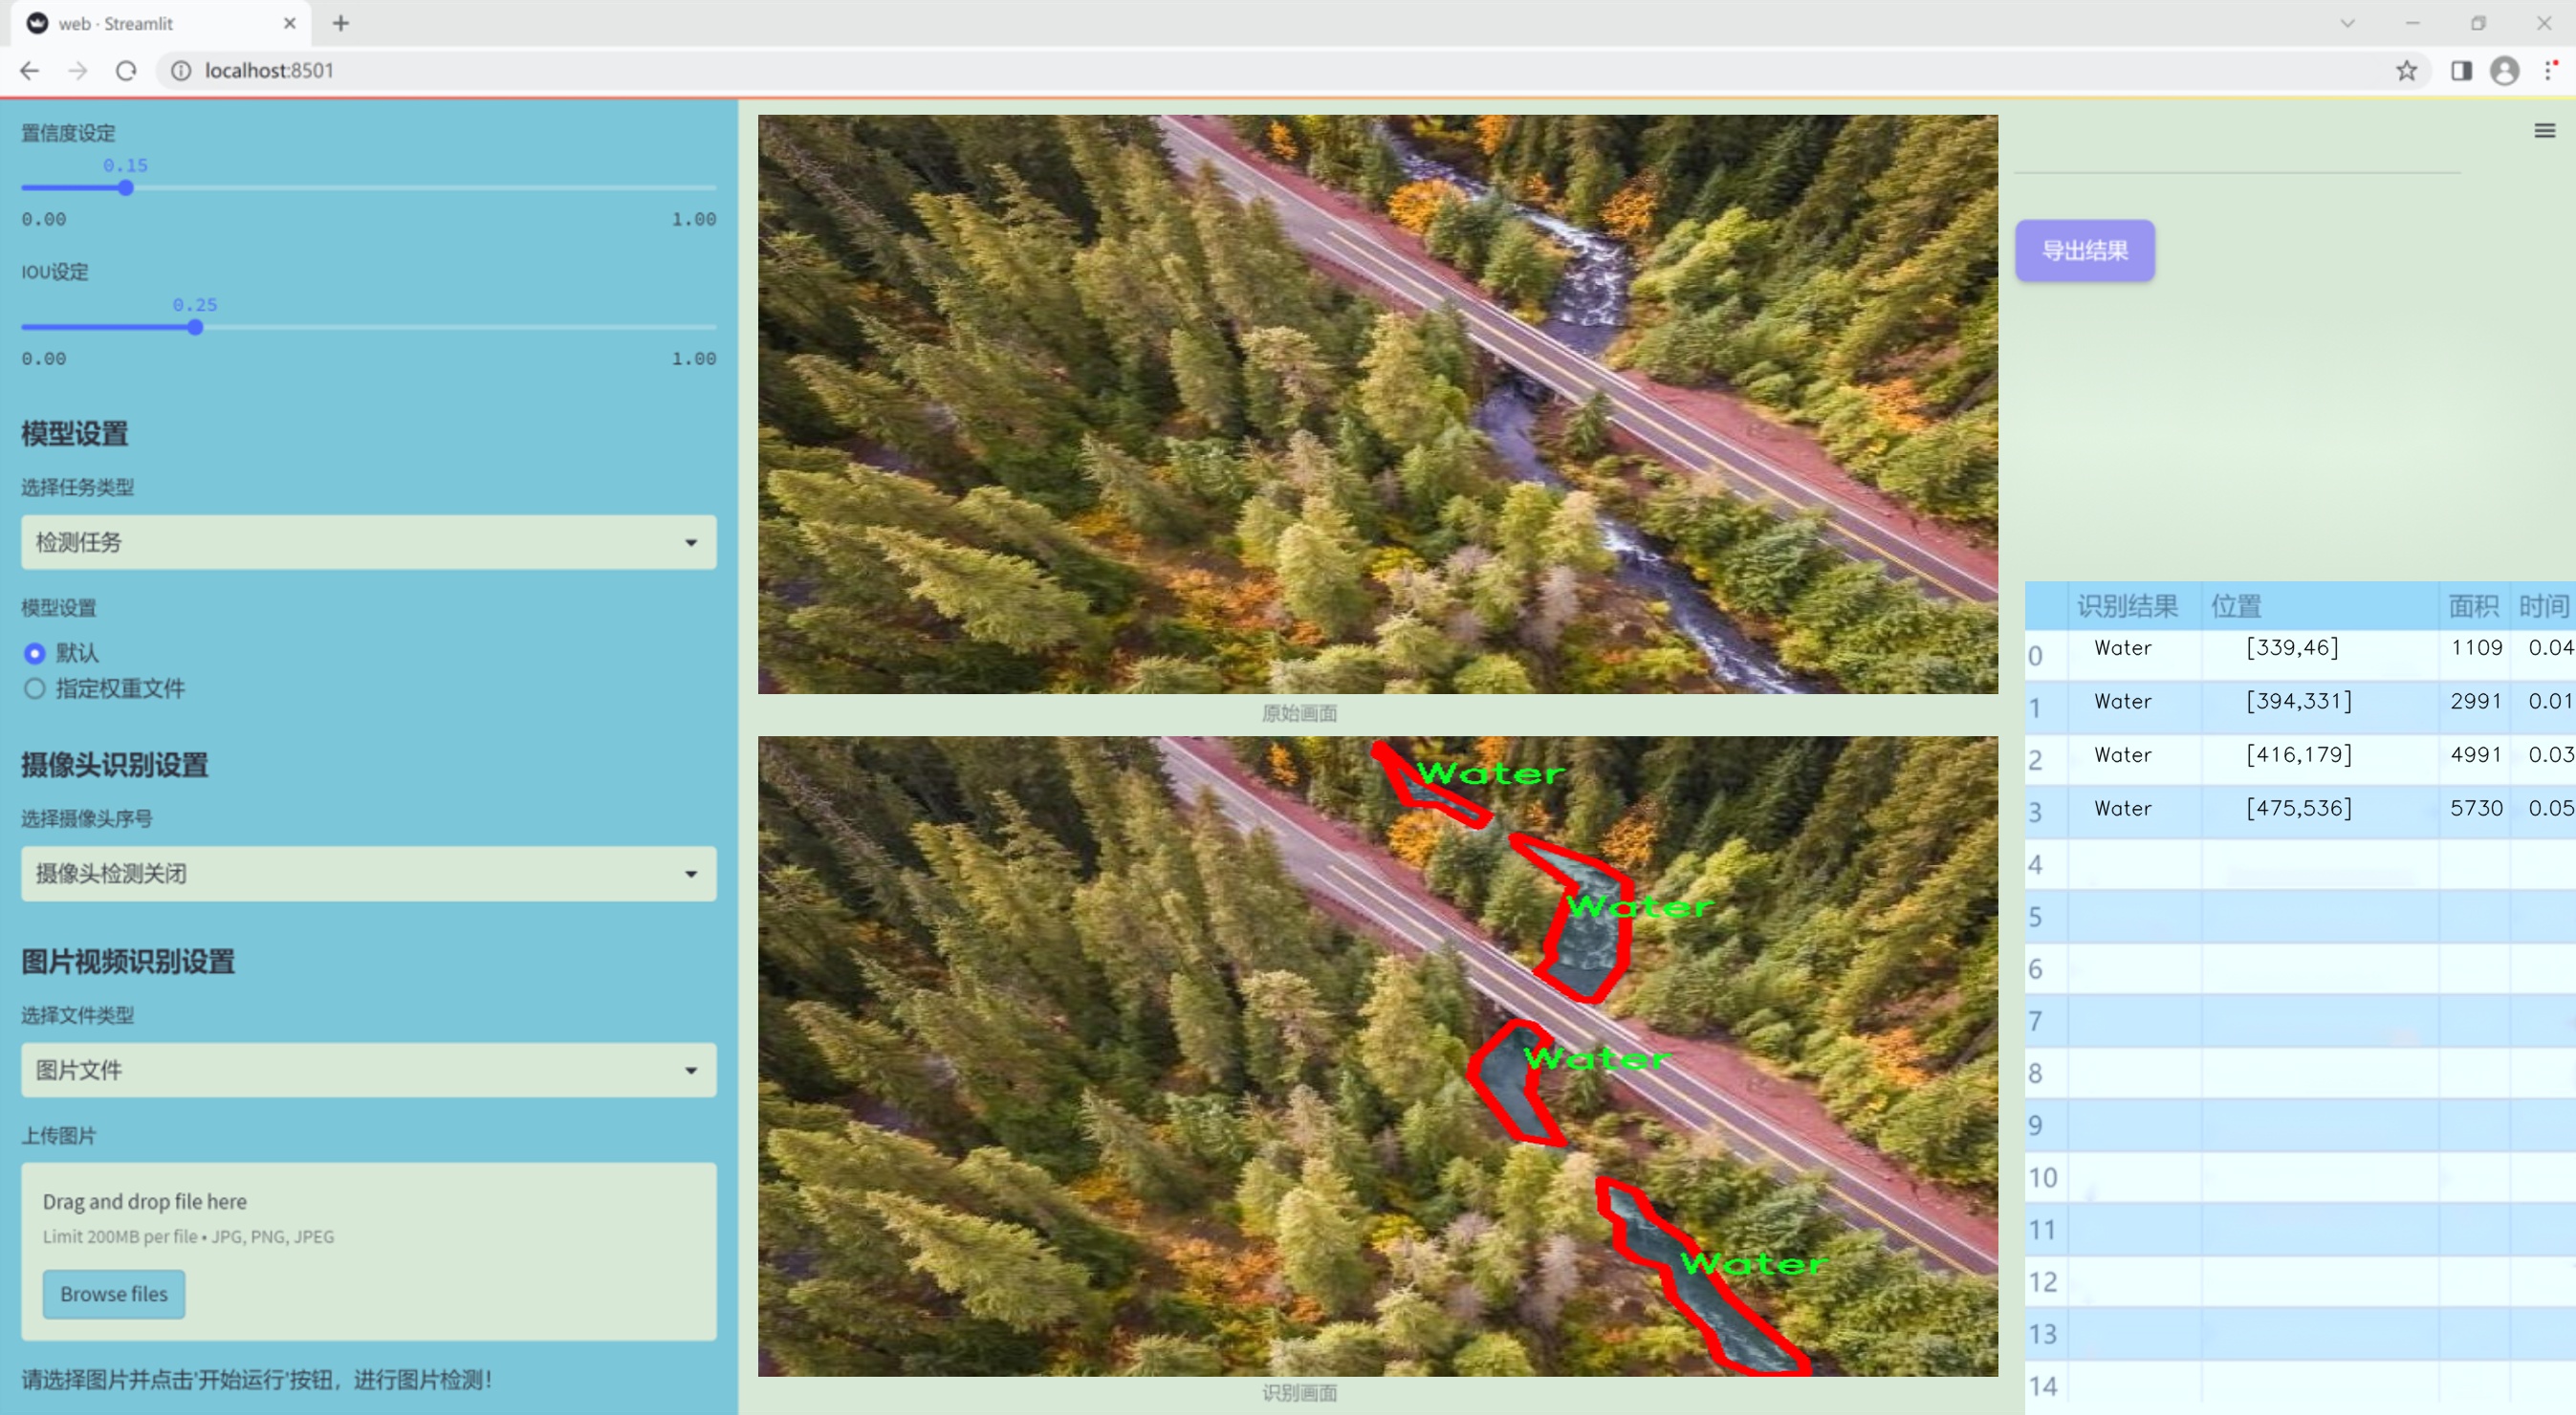 web · Streamlit
localhost:8501
置信度设定
0.15
0.00 1.00
IOU设定
0.25
0.00 1.00
模型设置
选择任务类型
检测任务
模型设置
默认
指定权重文件
摄像头识别设置
选择摄像头序号
摄像头检测关闭
图片视频识别设置
选择文件类型
图片文件
上传图片
Drag and drop file here
Limit 200MB per file • JPG, PNG, JPEG
Browse files
请选择图片并点击'开始运行'按钮，进行图片检测！
原始画面
Water
Water
Water
Water
识别画面
导出结果
识别结果 位置 面积 时间
0 Water [339,46] 1109 0.04
1 Water [394,331] 2991 0.01
2 Water [416,179] 4991 0.03
3 Water [475,536] 5730 0.05
4
5
6
7
8
9
10
11
12
13
14